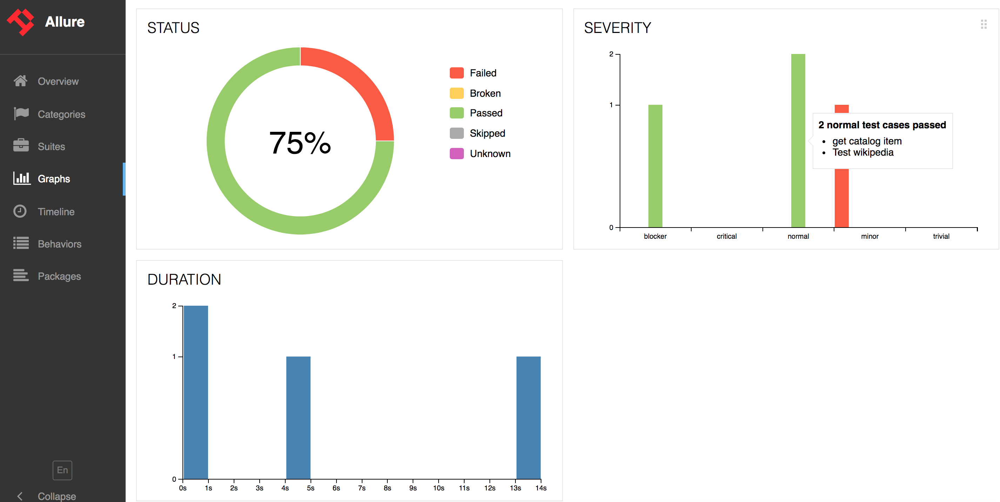 Allure
Overview
Categories
Suites
Graphs
Timeline
Behaviors
Packages
En
Collapse
STATUS
75%
Failed
Broken
Passed
Skipped
Unknown
SEVERITY
2
1
0
blocker critical normal minor trivial
2 normal test cases passed
• get catalog item
• Test wikipedia
DURATION
2
1
0
0s 1s 2s 3s 4s 5s 6s 7s 8s 9s 10s 11s 12s 13s 14s